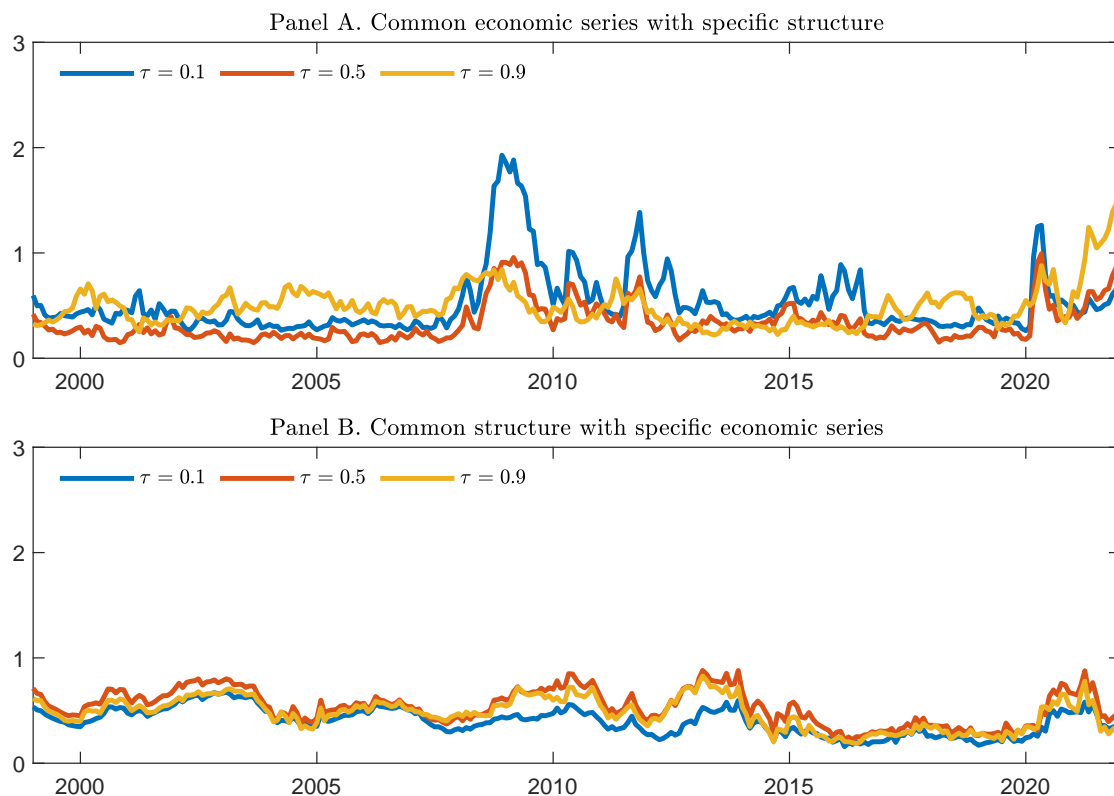 Panel A. Common economic series with specific structure
3
τ = 0.1 τ = 0.5 τ = 0.9
2
1
0
2000 2005 2010 2015 2020
Panel B. Common structure with specific economic series
3
τ = 0.1 τ = 0.5 τ = 0.9
2
1
0
2000 2005 2010 2015 2020